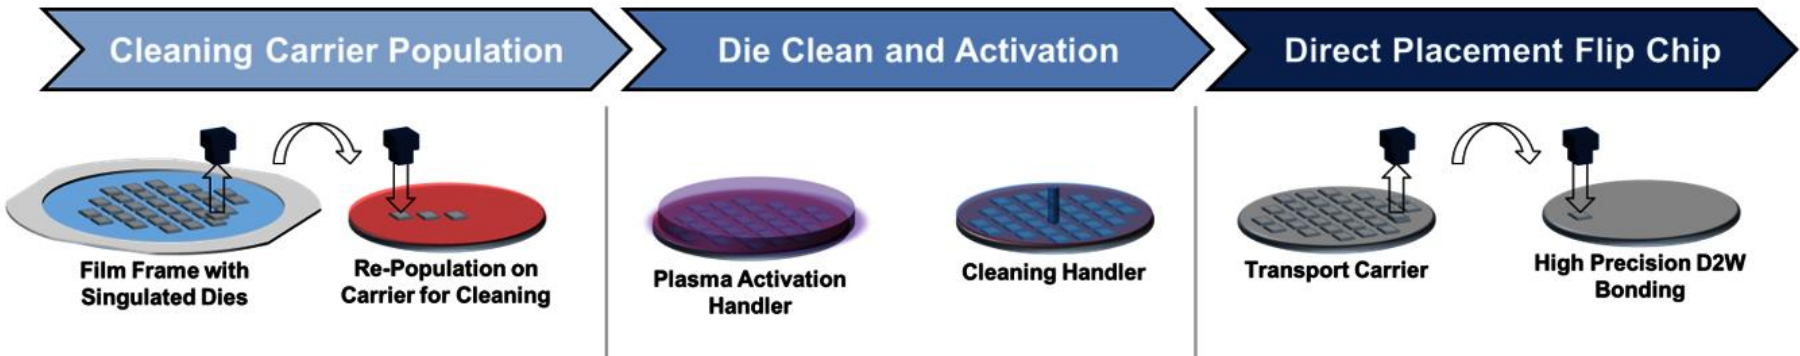 Cleaning Carrier Population
Die Clean and Activation
Direct Placement Flip Chip
Film Frame with
Singulated Dies
Re-Population on
Carrier for Cleaning
Plasma Activation
Handler
Cleaning Handler
Transport Carrier
High Precision D2W
Bonding